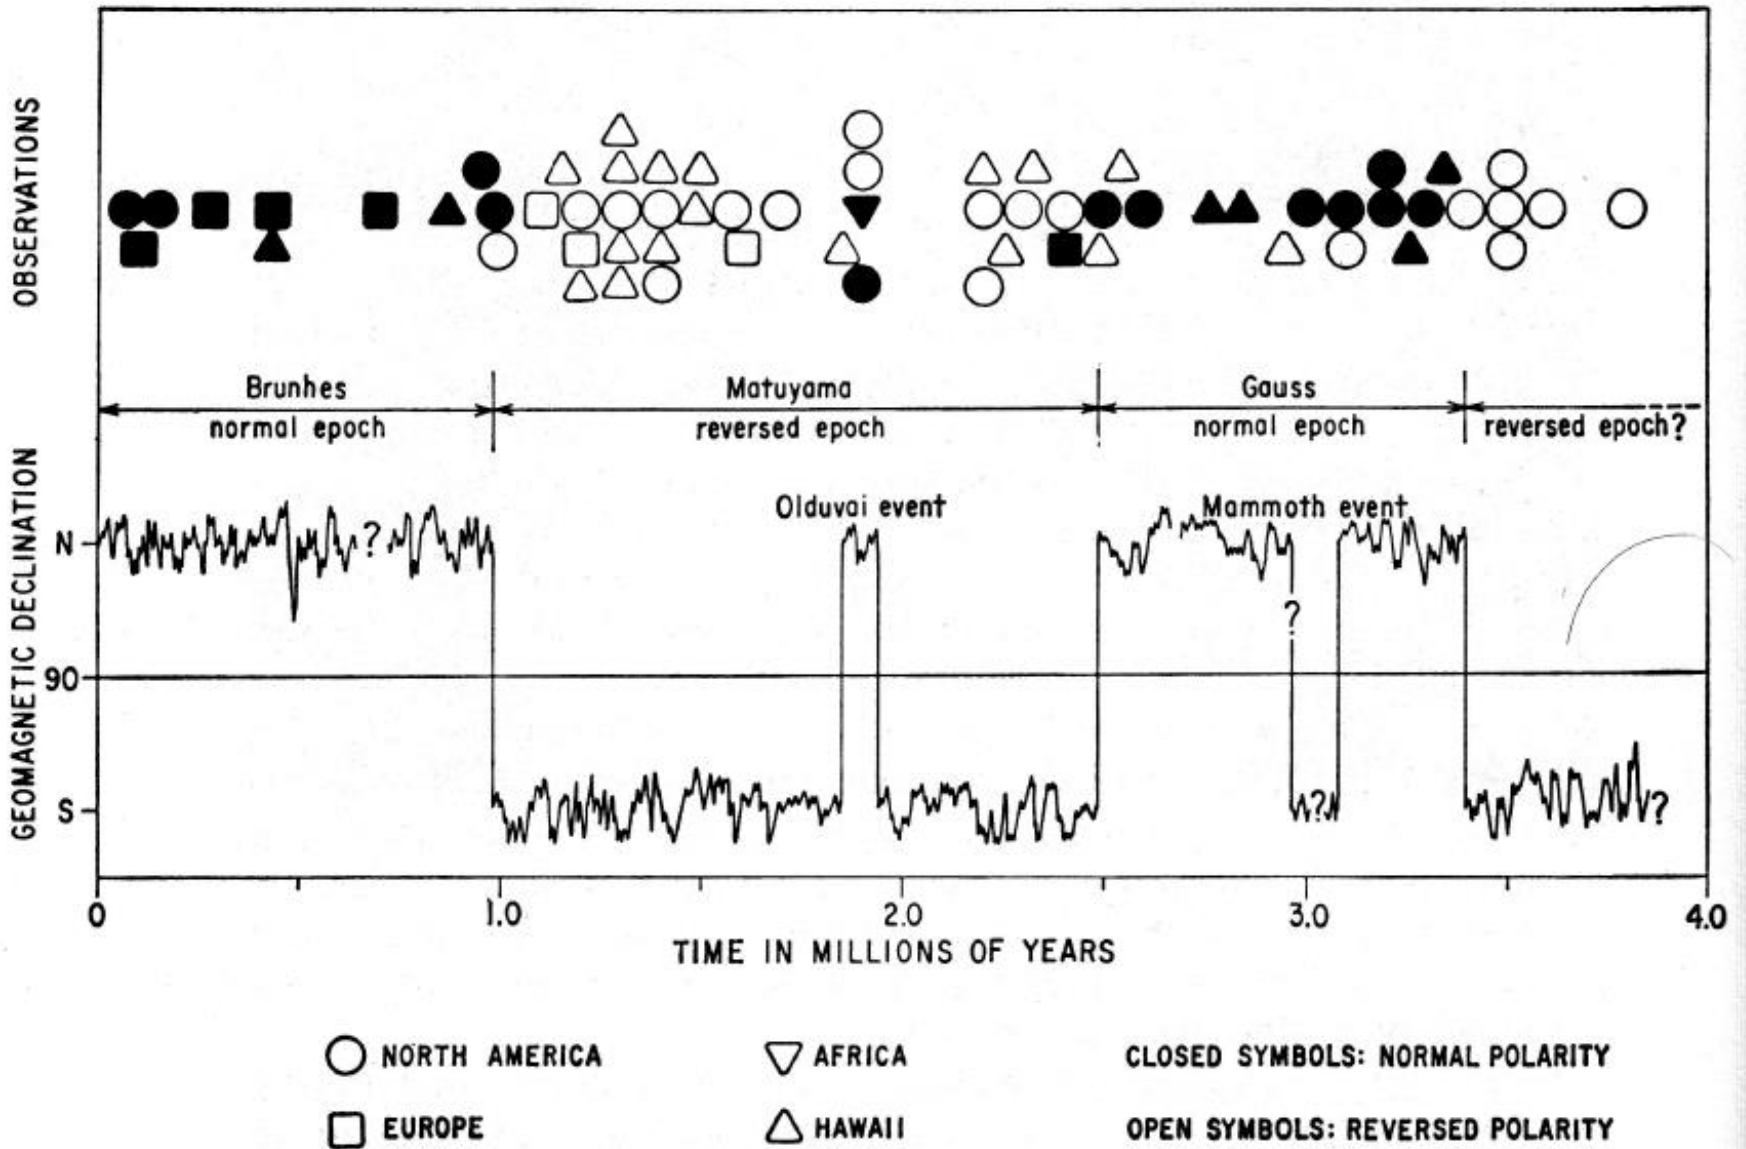 OBSERVATIONS
Brunhes
normal epoch
Matuyama
reversed epoch
Gauss
normal epoch
reversed epoch?
GEOMAGNETIC DECLINATION
N
90
S
?
Olduvai event
Mammoth event
?
?
?
0
1.0
2.0
3.0
4.0
TIME IN MILLIONS OF YEARS
NORTH AMERICA
AFRICA
CLOSED SYMBOLS: NORMAL POLARITY
EUROPE
HAWAII
OPEN SYMBOLS: REVERSED POLARITY